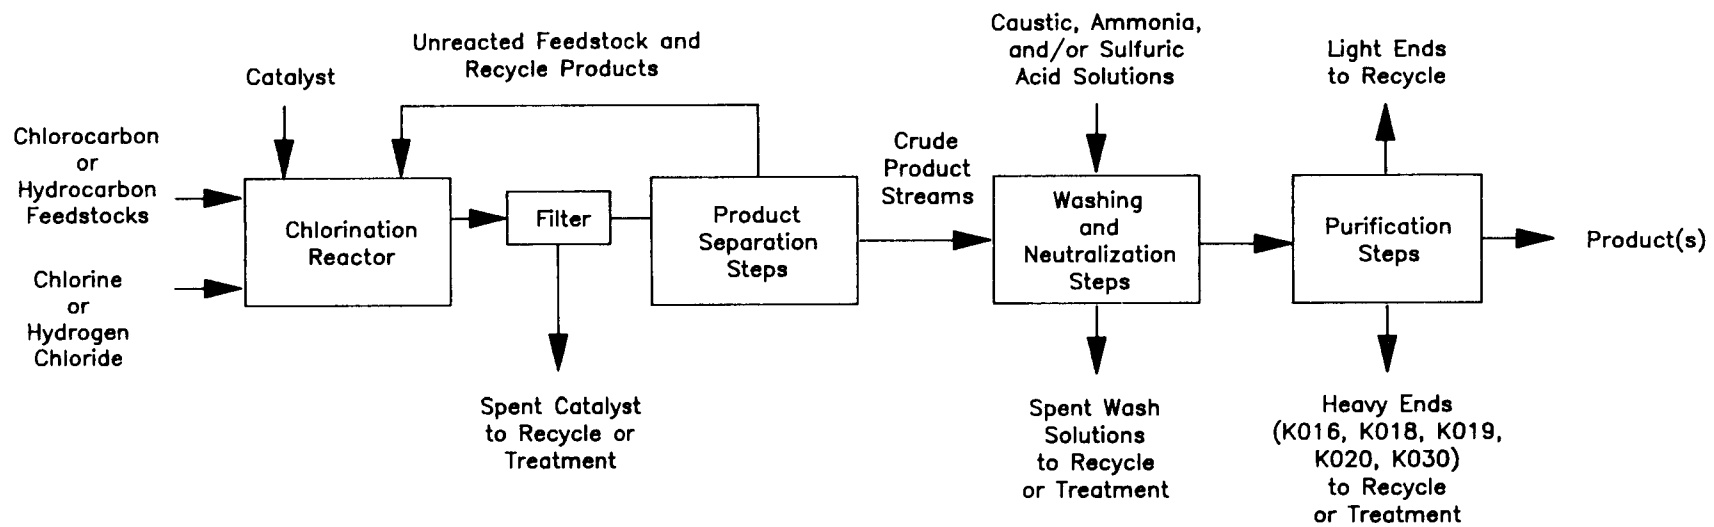 Unreacted Feedstock and
Recycle Products
Catalyst
Chlorocarbon
or
Hydrocarbon
Feedstocks
Chlorine
or
Hydrogen
Chloride
Chlorination
Reactor
Filter
Spent Catalyst
to Recycle or
Treatment
Product
Separation
Steps
Crude
Product
Streams
Caustic, Ammonia,
and/or Sulfuric
Acid Solutions
Washing
and
Neutralization
Steps
Spent Wash
Solutions
to Recycle
or Treatment
Light Ends
to Recycle
Purification
Steps
Heavy Ends
(K016, K018, K019,
K020, K030)
to Recycle
or Treatment
Product(s)